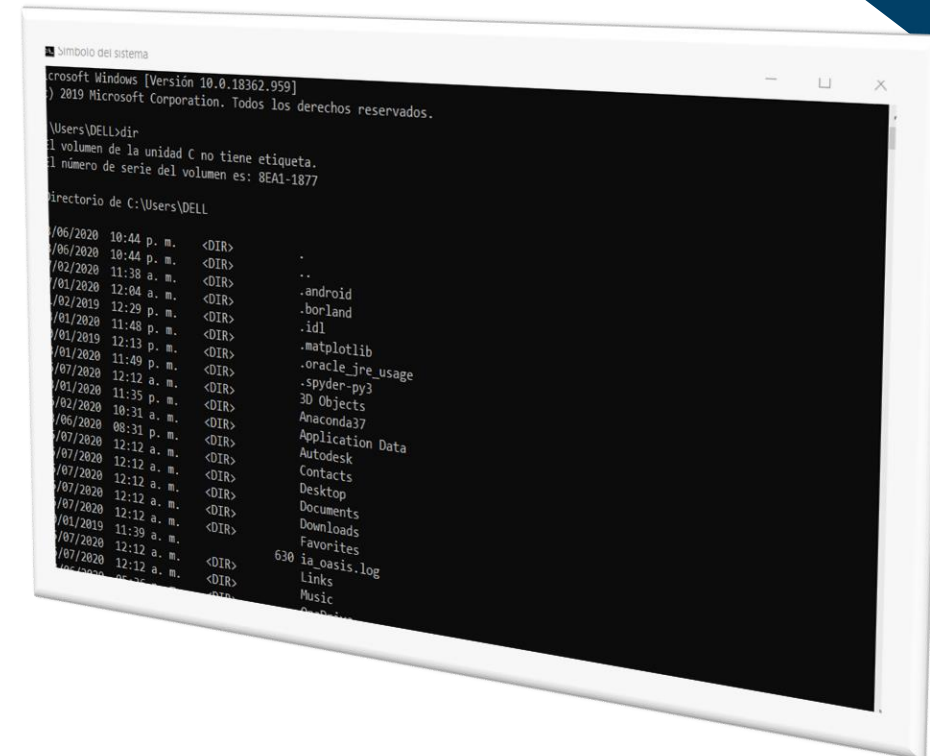 Simbolo del sistema
crosoft Windows [Versión 10.0.18362.959]
) 2019 Microsoft Corporation. Todos los derechos reservados.
\Users\DELL>dir
El volumen de la unidad C no tiene etiqueta.
El número de serie del volumen es: 8EA1-1877
Directorio de C:\Users\DELL
/06/2020 10:44 p. m. <DIR> .
/06/2020 10:44 p. m. <DIR> ..
/02/2020 11:38 a. m. <DIR> .android
/01/2020 12:04 a. m. <DIR> .borland
/02/2019 12:29 p. m. <DIR> .idl
/01/2020 11:48 p. m. <DIR> .matplotlib
/01/2019 12:13 p. m. <DIR> .oracle_jre_usage
/01/2020 11:49 p. m. <DIR> .spyder-py3
/07/2020 12:12 a. m. <DIR> 3D Objects
/01/2020 11:35 p. m. <DIR> Anaconda37
/02/2020 10:31 a. m. <DIR> Application Data
/06/2020 08:31 p. m. <DIR> Autodesk
/07/2020 12:12 a. m. <DIR> Contacts
/07/2020 12:12 a. m. <DIR> Desktop
/07/2020 12:12 a. m. <DIR> Documents
/07/2020 12:12 a. m. <DIR> Downloads
/07/2020 12:12 a. m. <DIR> Favorites
/01/2019 11:39 a. m. 630 ia_oasis.log
/07/2020 12:12 a. m. <DIR> Links
/07/2020 12:12 a. m. <DIR> Music